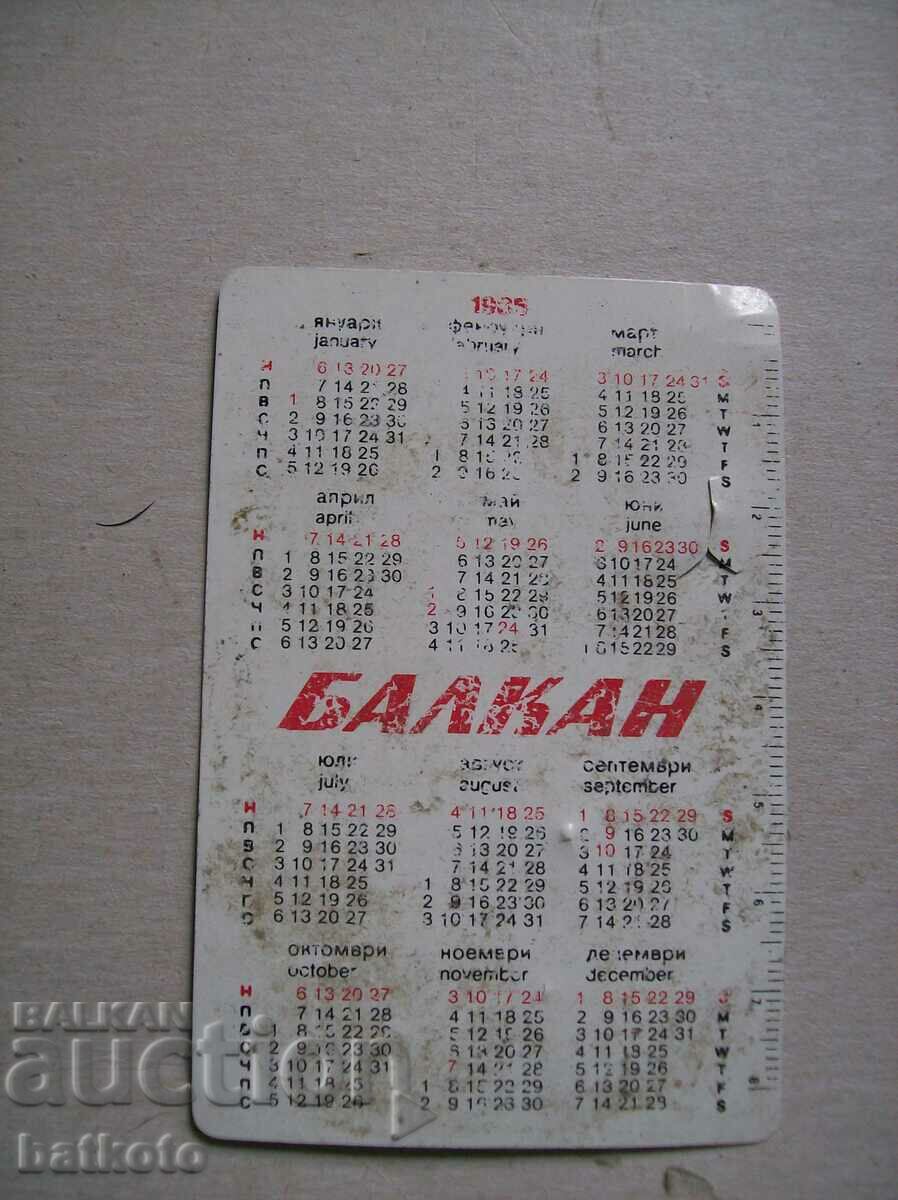 1985
януари март
january march
Н 6 13 20 27 10 17 24 3 10 17 24 31 S
П 7 14 21 28 4 11 18 25 4 11 18 25 M
В 1 8 15 22 29 5 12 19 26 5 12 19 26 T
С 2 9 16 23 30 6 13 20 27 6 13 20 27 W
Ч 3 10 17 24 31 7 14 21 28 7 14 21 28 T
П 4 11 18 25 1 8 15 1 8 15 22 29 F
С 5 12 19 26 2 9 16 2 9 16 23 30 S
април май юни
april june
Н 7 14 21 28 5 12 19 26 2 9 16 23 30 S
П 1 8 15 22 29 6 13 20 27 3 10 17 24 M
В 2 9 16 23 30 7 14 21 28 4 11 18 25 T
С 3 10 17 24 1 8 15 22 29 5 12 19 26 W
Ч 4 11 18 25 2 9 16 23 30 6 13 20 27
П 5 12 19 26 3 10 17 24 31 7 14 21 28 F
С 6 13 20 27 4 11 18 25 1 8 15 22 29 S
БАЛКАН
юли август септември
july august september
Н 7 14 21 28 4 11 18 25 1 8 15 22 29 S
П 1 8 15 22 29 5 12 19 26 2 9 16 23 30 M
В 2 9 16 23 30 6 13 20 27 3 10 17 24 T
С 3 10 17 24 31 7 14 21 28 4 11 18 25 W
Ч 4 11 18 25 1 8 15 22 29 5 12 19 26 T
П 5 12 19 26 2 9 16 23 30 6 13 20 27 F
С 6 13 20 27 3 10 17 24 31 7 14 21 28 S
октомври ноември декември
october november december
Н 6 13 20 27 3 10 17 24 1 8 15 22 29 S
П 7 14 21 28 4 11 18 25 2 9 16 23 30 M
В 1 8 15 22 29 5 12 19 26 3 10 17 24 31 T
С 2 9 16 23 30 6 13 20 27 4 11 18 25 W
Ч 3 10 17 24 31 7 14 21 28 5 12 19 26 T
П 4 11 18 25 1 8 15 22 29 6 13 20 27 F
С 5 12 19 26 2 9 16 23 30 7 14 21 28 S
1 2 3 4 5 6 7 8
BALKAN
auction
batkoto